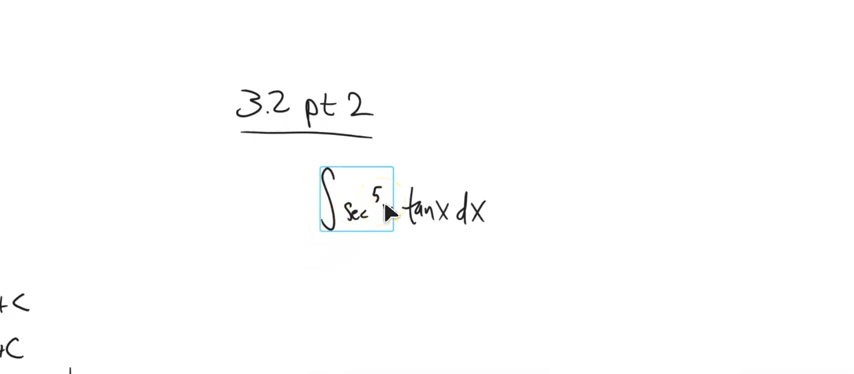 3.2 pt 2
∫sec⁵ tanx dx
+C
+C